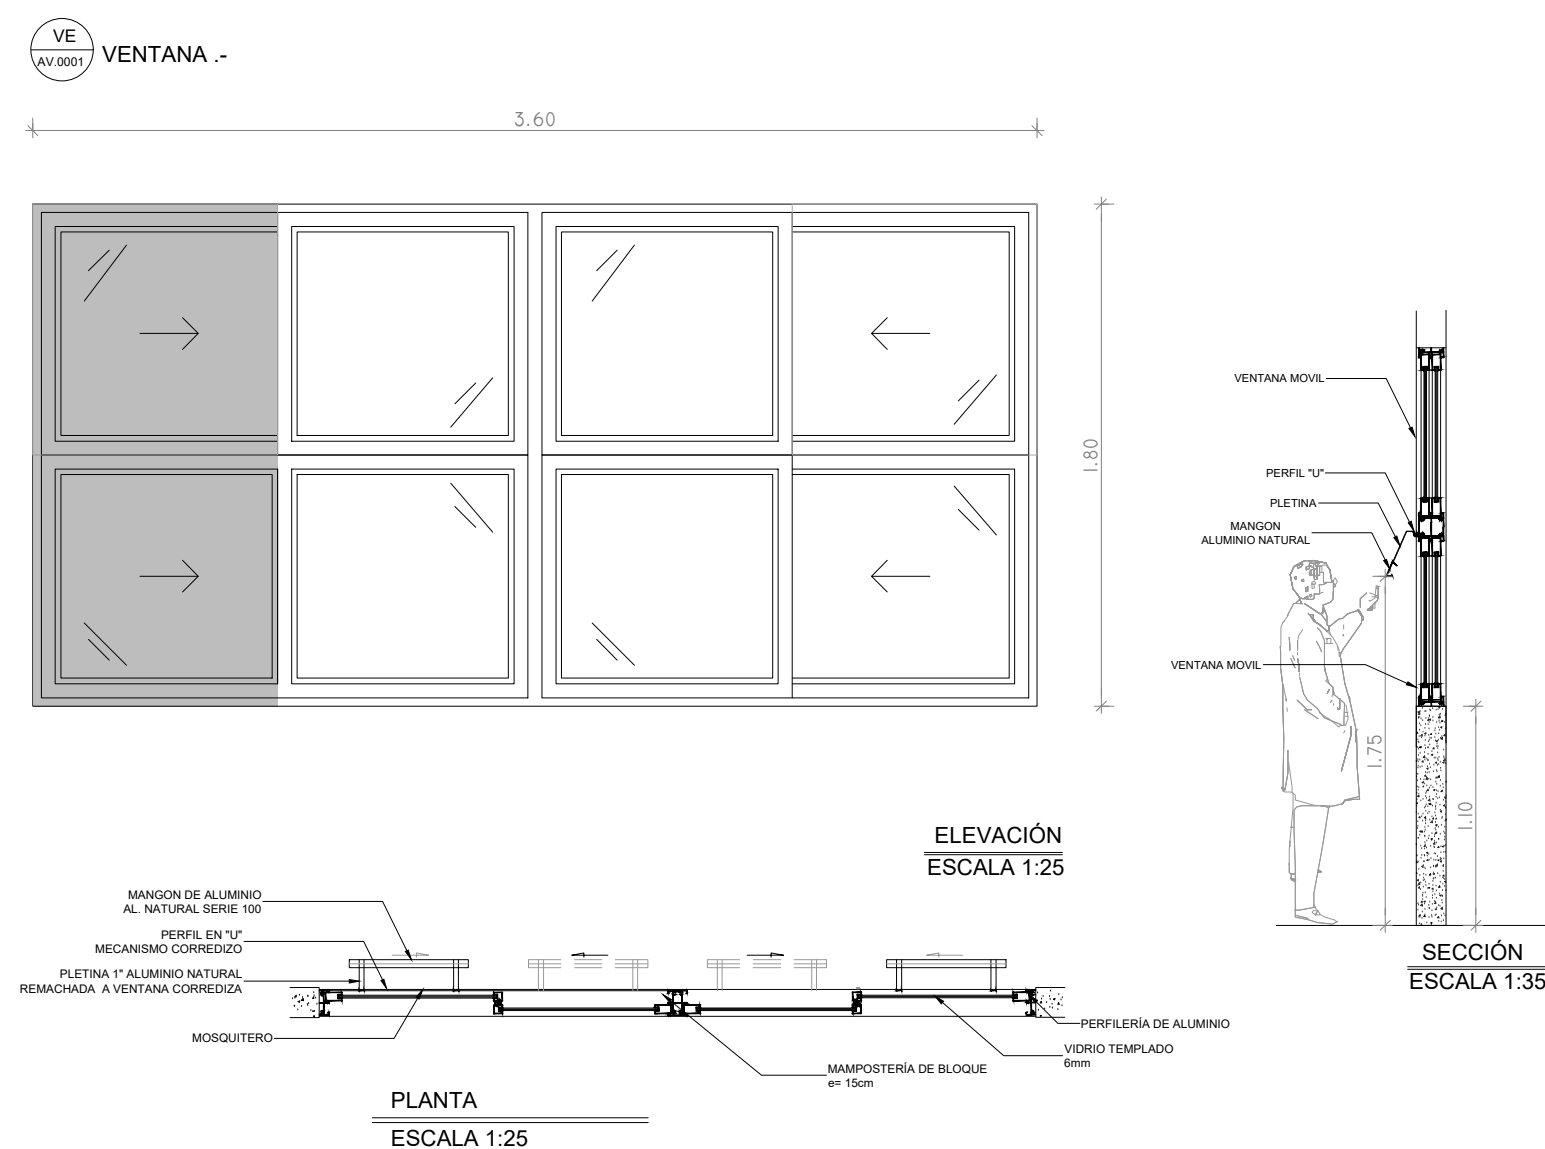 VE
AV.0001
VENTANA .-
3.60
1.80
VENTANA MOVIL
PERFIL "U"
PLETINA
MANGON
ALUMINIO NATURAL
VENTANA MOVIL
1.75
1.10
ELEVACIÓN
ESCALA 1:25
SECCIÓN
ESCALA 1:35
MANGON DE ALUMINIO
AL. NATURAL SERIE 100
PERFIL EN "U"
MECANISMO CORREDIZO
PLETINA 1" ALUMINIO NATURAL
REMACHADA A VENTANA CORREDIZA
MOSQUITERO
PERFILERÍA DE ALUMINIO
VIDRIO TEMPLADO
6mm
MAMPOSTERÍA DE BLOQUE
e= 15cm
PLANTA
ESCALA 1:25